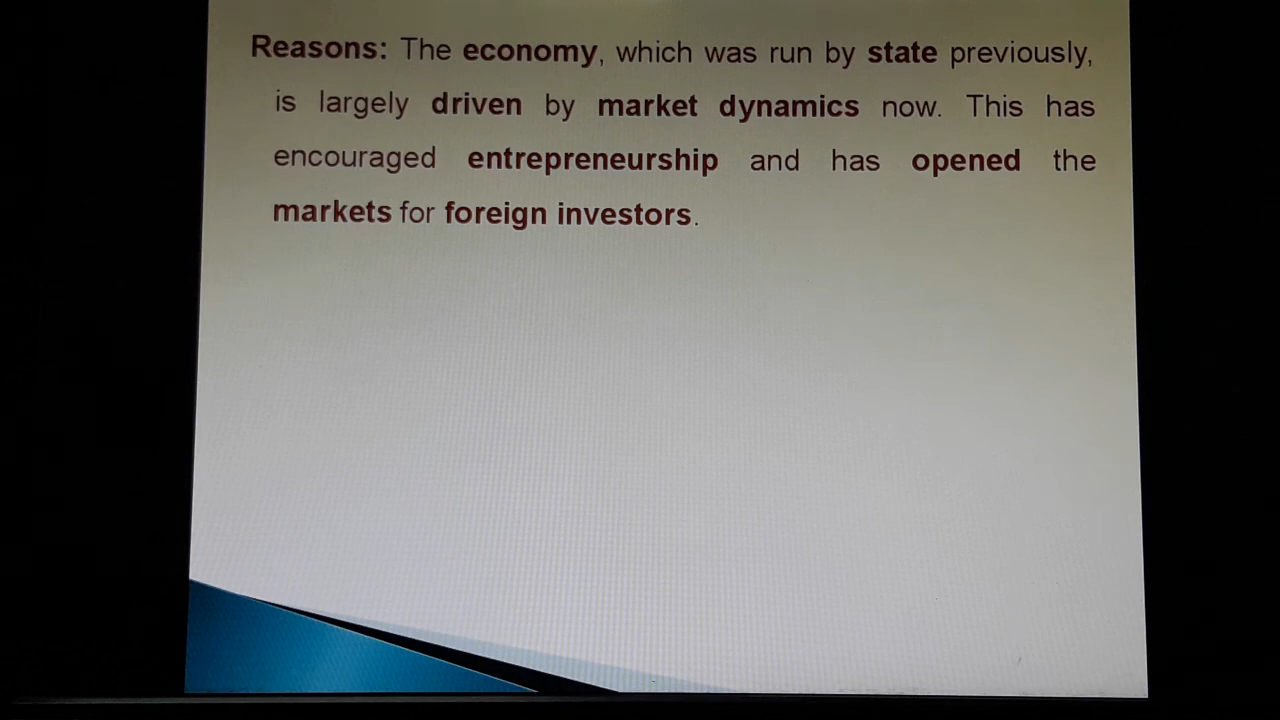 Reasons: The economy, which was run by state previously,
is largely driven by market dynamics now. This has
encouraged entrepreneurship and has opened the
markets for foreign investors.